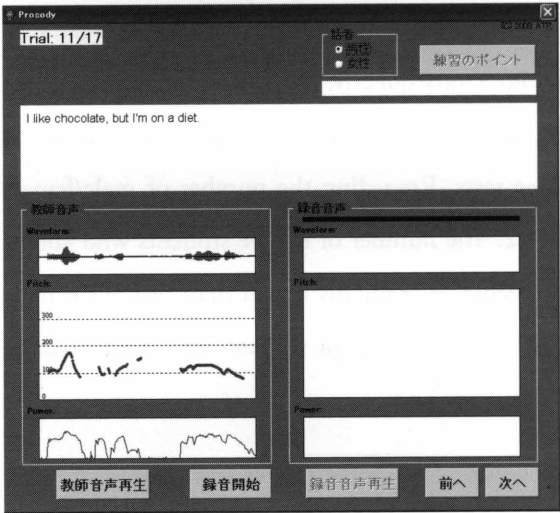 Prosody
(C) 2009 ATR
Trial: 11/17
話者
男性
女性
練習のポイント
I like chocolate, but I'm on a diet.
教師音声
Waveform:
Pitch:
300
200
100
0
Power:
録音音声
Waveform:
Pitch:
Power:
教師音声再生
録音開始
録音音声再生
前へ
次へ